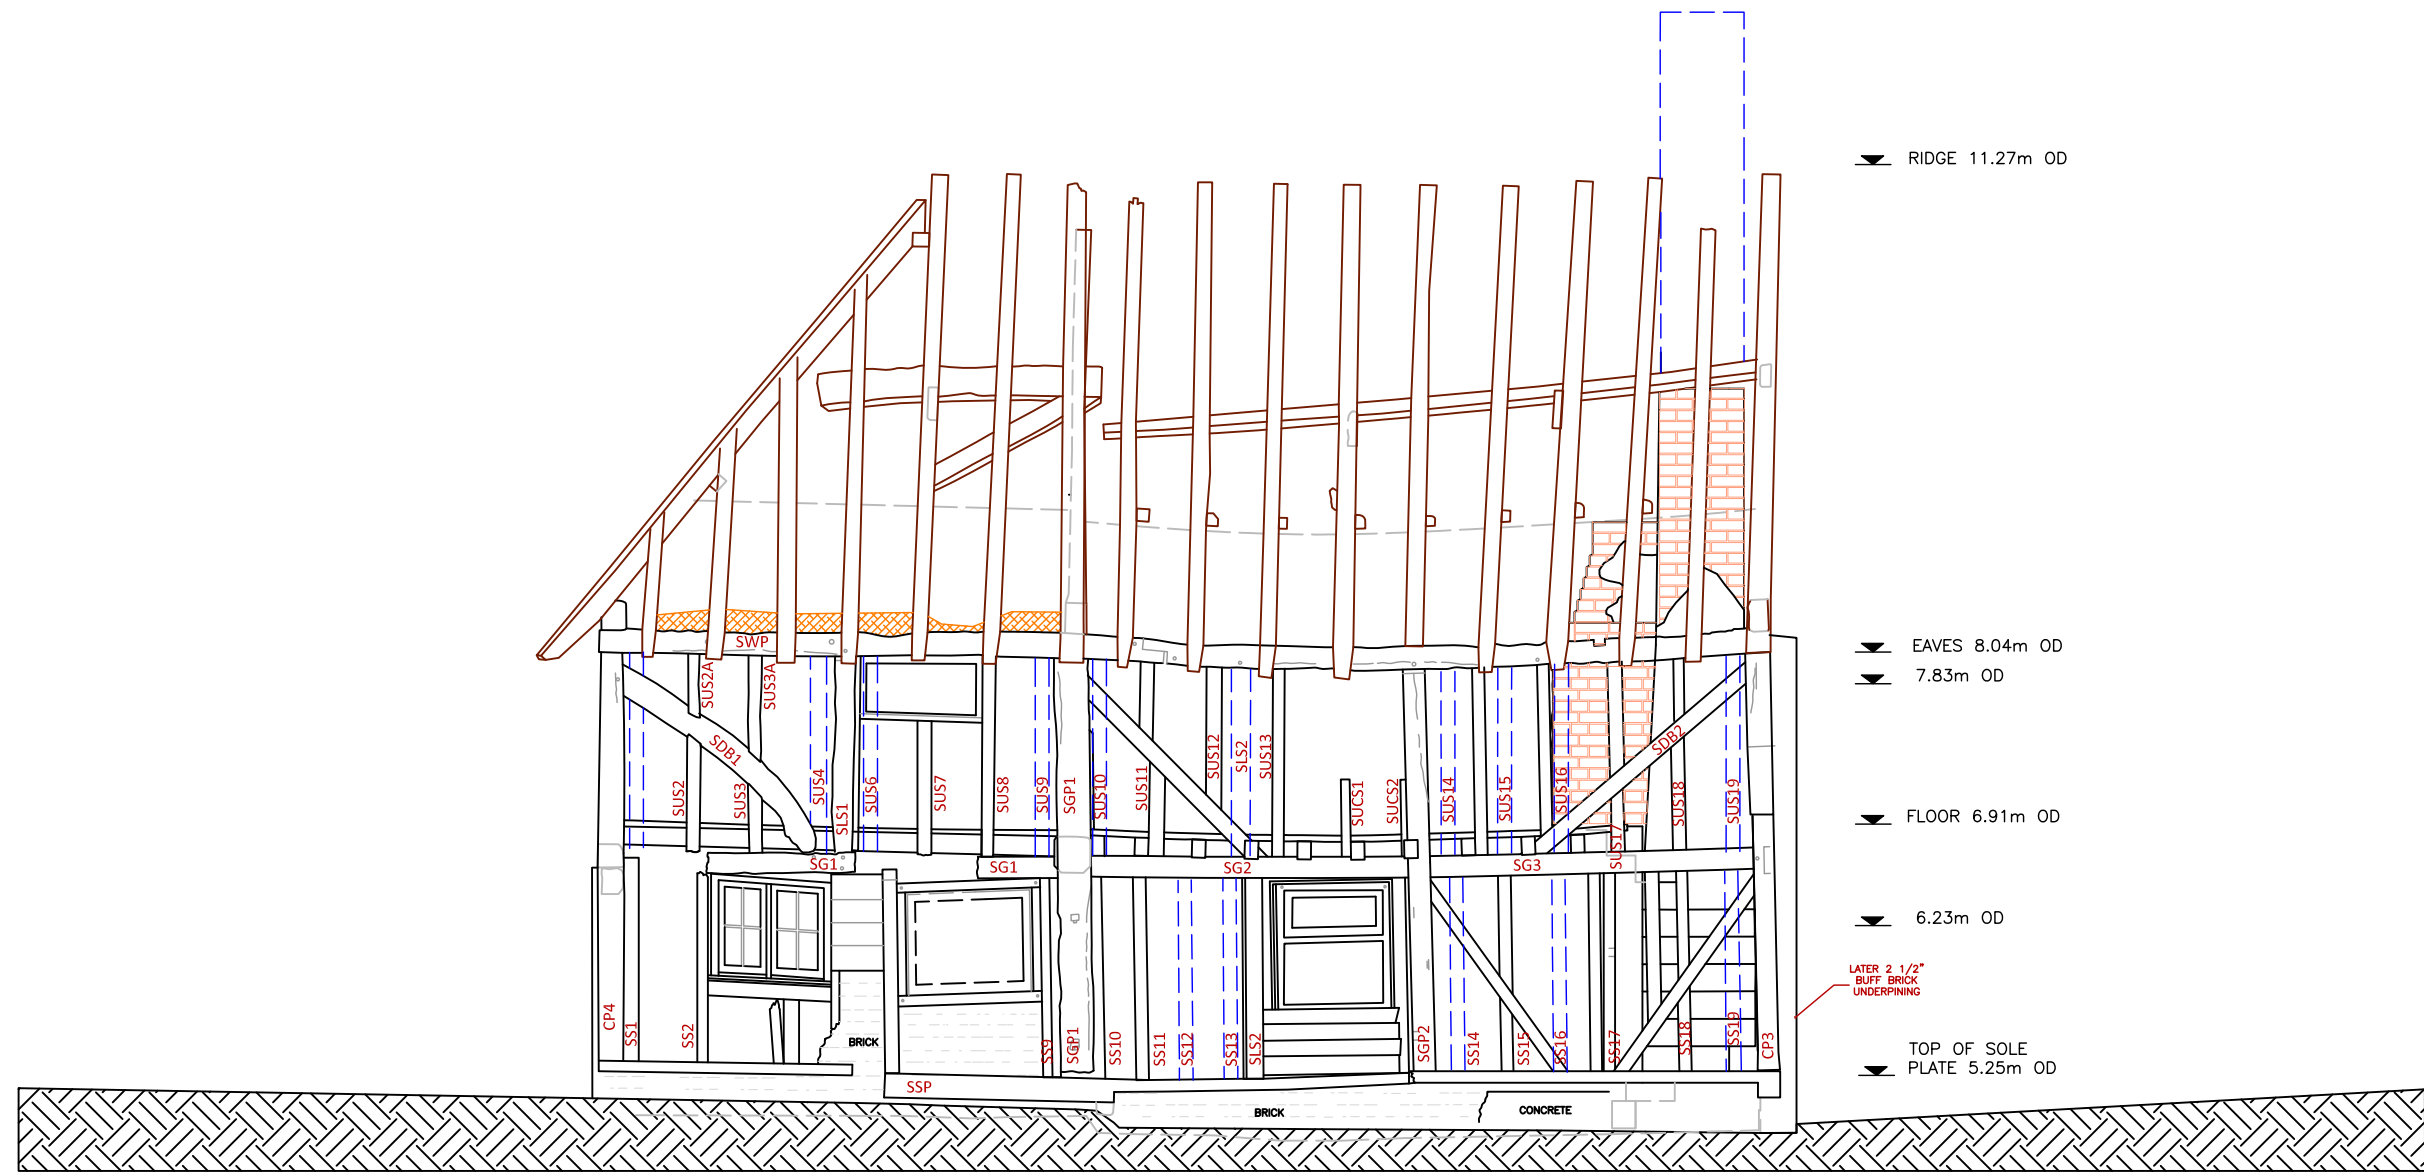 RIDGE 11.27m OD
EAVES 8.04m OD
SWP
7.83m OD
SUS2A
SUS3A
SDB1
SDB2
SUS2
SUS3
SUS4
SLS1
SUS6
SUS7
SUS8
SUS9
SGP1
SUS10
SUS11
SUS12
SLS2
SUS13
SUCS1
SUCS2
SUS14
SUS15
SUS16
SUS17
SUS18
SUS19
FLOOR 6.91m OD
SG1
SG1
SG2
SG3
6.23m OD
LATER 2 1/2"
BUFF BRICK
UNDERPINING
CP4
SS1
SS2
BRICK
SS9
SGP1
SS10
SS11
SS12
SS13
SLS2
SGP2
SS14
SS15
SS16
SS17
SS18
SS19
CP3
TOP OF SOLE
PLATE 5.25m OD
SSP
BRICK
CONCRETE